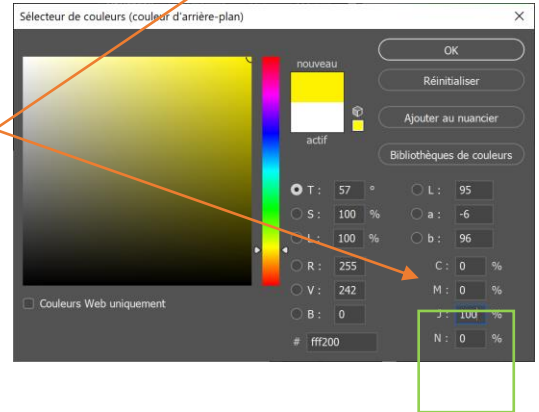 Sélecteur de couleurs (couleur d'arrière-plan)
nouveau
actif
OK
Réinitialiser
Ajouter au nuancier
Bibliothèques de couleurs
T : 57 °
S : 100 %
L : 100 %
R : 255
V : 242
B : 0
# fff200
L : 95
a : -6
b : 96
C : 0 %
M : 0 %
J : 100 %
N : 0 %
Couleurs Web uniquement